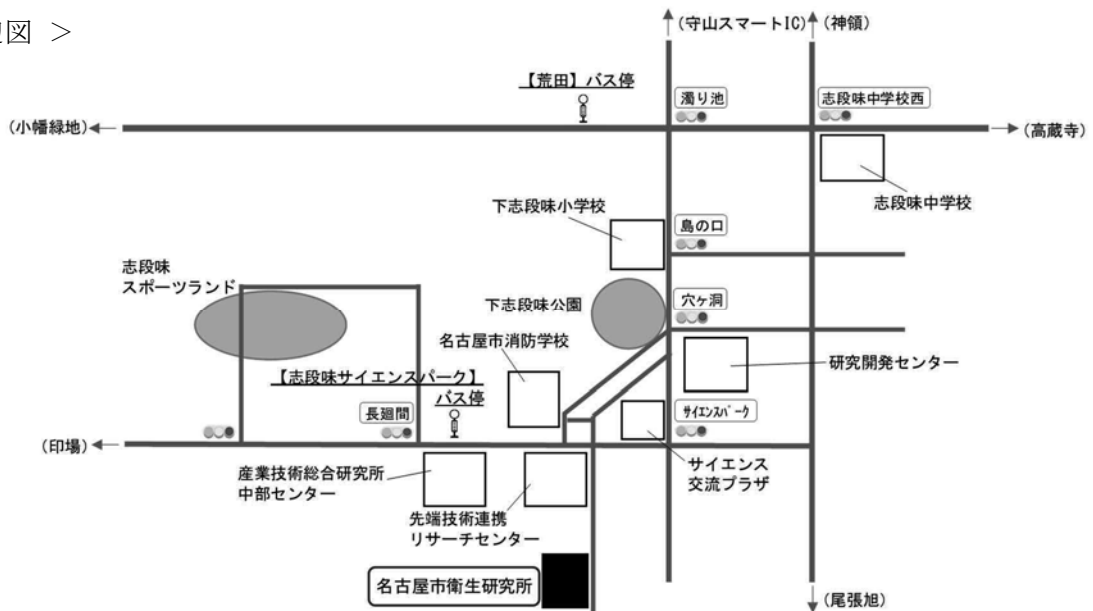 図 ＞
(守山スマートIC)
(神領)
【荒田】バス停
濁り池
志段味中学校西
(小幡緑地)
(高蔵寺)
志段味中学校
下志段味小学校
島の口
志段味
スポーツランド
下志段味公園
穴ヶ洞
名古屋市消防学校
研究開発センター
【志段味サイエンスパーク】
バス停
長廻間
サイエンスパーク
(印場)
サイエンス
交流プラザ
産業技術総合研究所
中部センター
先端技術連携
リサーチセンター
名古屋市衛生研究所
(尾張旭)